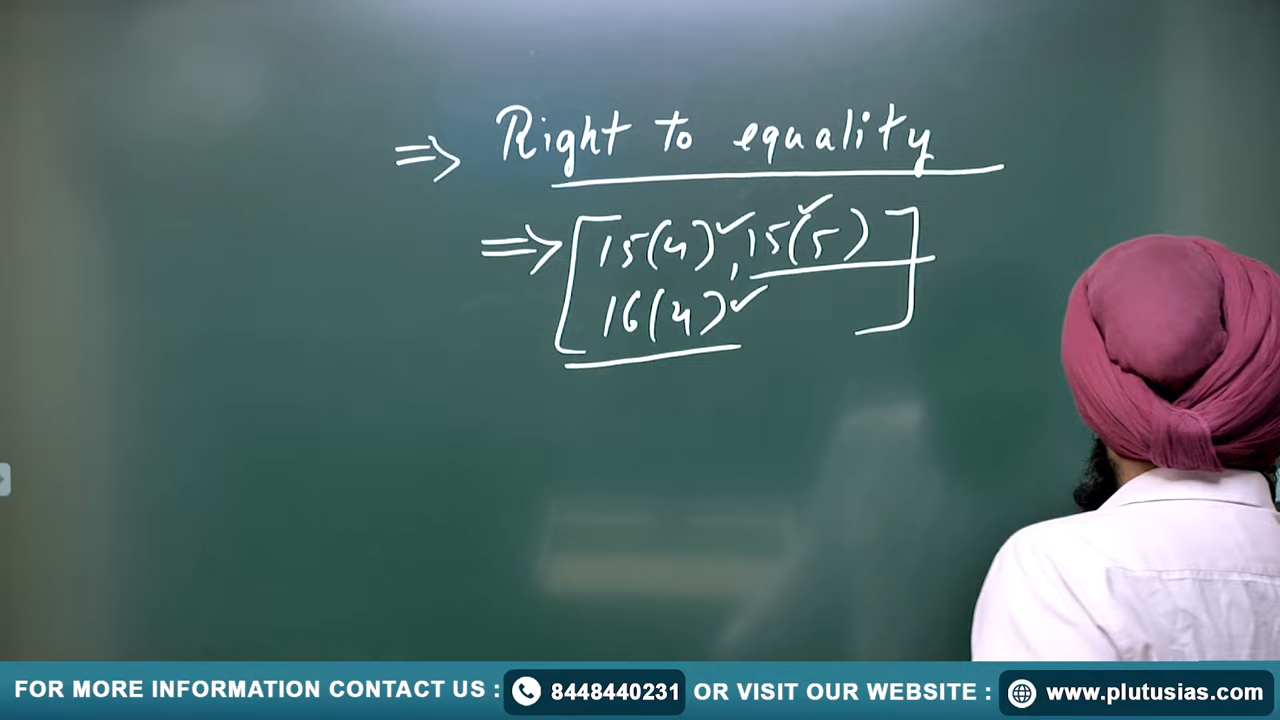 ⇒ Right to equality
⇒ [15(4)✓, 15(5)✓
16(4)✓]
FOR MORE INFORMATION CONTACT US : 8448440231 OR VISIT OUR WEBSITE : www.plutusias.com